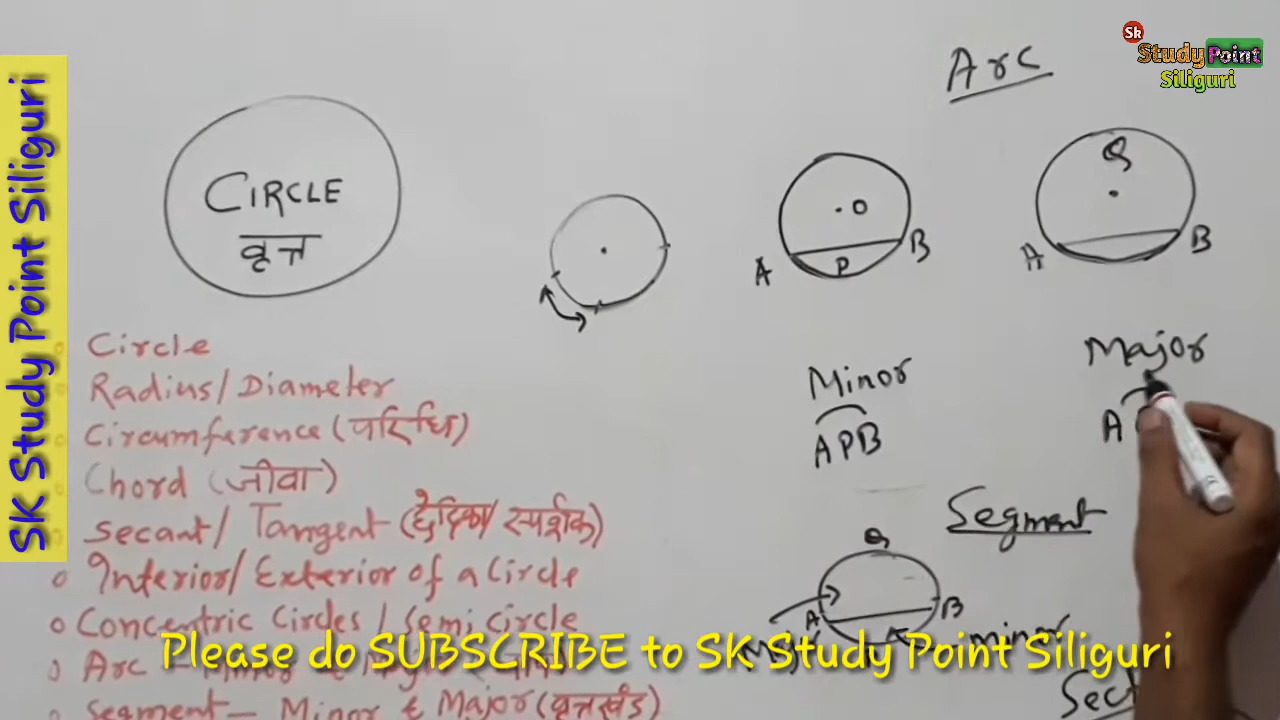 SK Study Point Siliguri
Sk
Study Point
Siliguri
Arc
CIRCLE
वृत्त
O
A P B
Q
A B
Circle
Radius/Diameter
Circumference (परिधि)
Chord (जीवा)
Secant/Tangent (छेदिका/स्पर्शक)
Interior/Exterior of a Circle
Concentric Circles / Semi circle
Arc
Segment — Minor & Major (वृत्तखंड)
Minor
APB
Major
A
Segment
A B
minor
Please do SUBSCRIBE to SK Study Point Siliguri